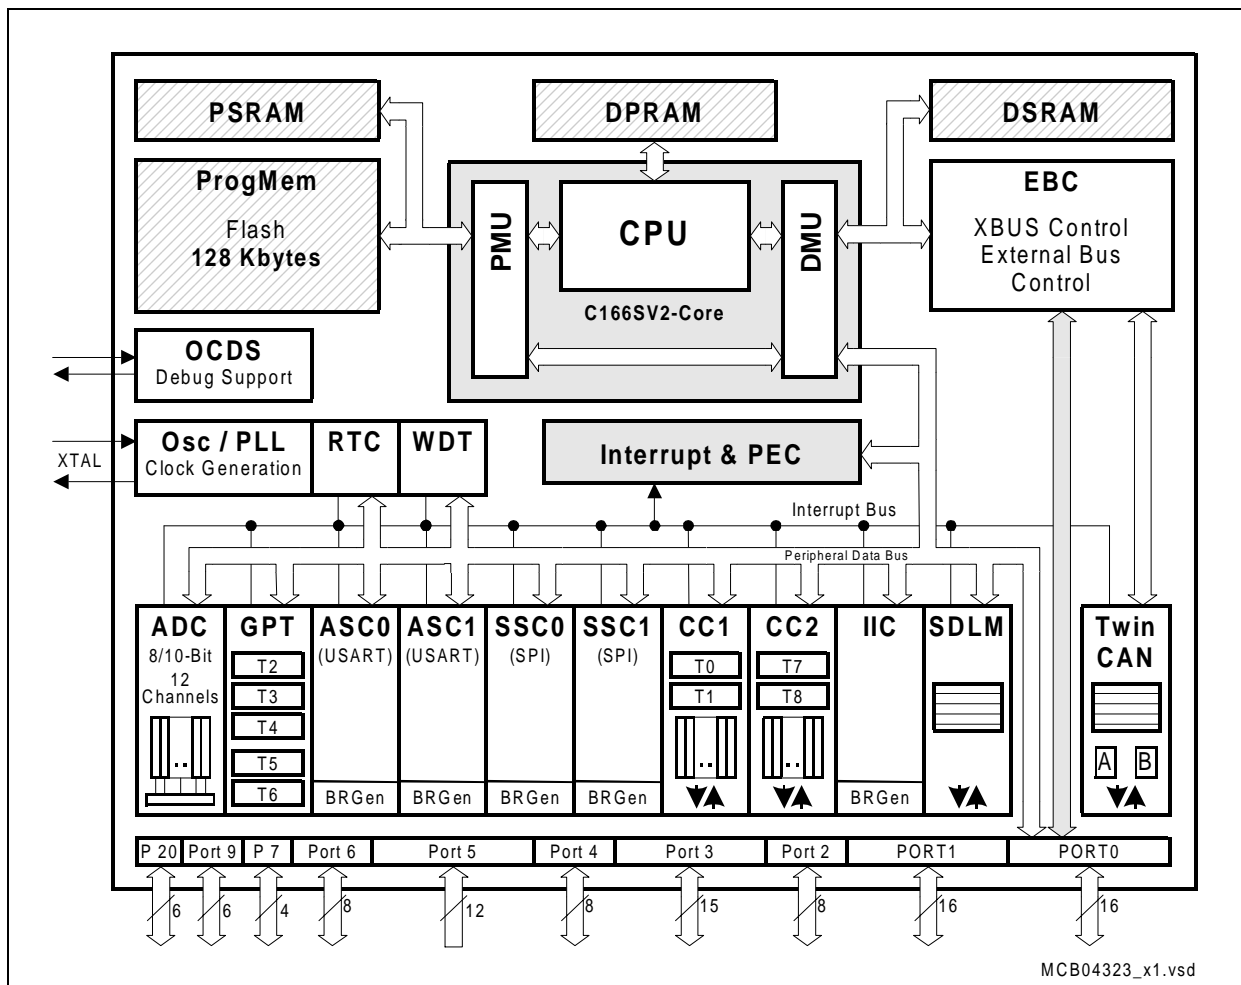 PSRAM
DPRAM
DSRAM
ProgMem
Flash
128 Kbytes
PMU
CPU
DMU
C166SV2-Core
EBC
XBUS Control
External Bus
Control
OCDS
Debug Support
Osc / PLL
Clock Generation
RTC
WDT
Interrupt & PEC
XTAL
Interrupt Bus
Peripheral Data Bus
ADC
8/10-Bit
12
Channels
GPT
T2
T3
T4
T5
T6
ASC0
(USART)
BRGen
ASC1
(USART)
BRGen
SSC0
(SPI)
BRGen
SSC1
(SPI)
BRGen
CC1
T0
T1
CC2
T7
T8
IIC
BRGen
SDLM
Twin
CAN
A
B
P 20
Port 9
P 7
Port 6
Port 5
Port 4
Port 3
Port 2
PORT1
PORT0
6
6
4
8
12
8
15
8
16
16
MCB04323_x1.vsd